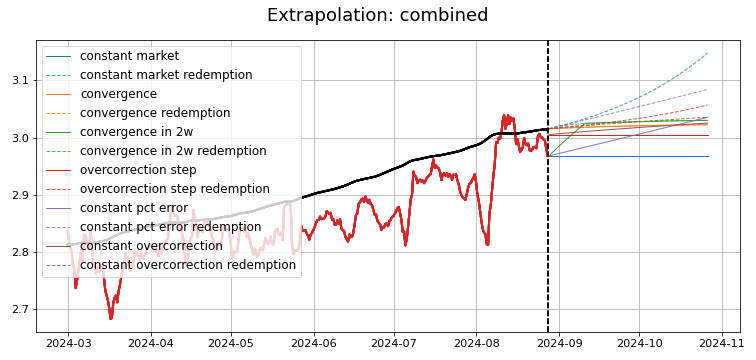 Extrapolation: combined
constant market
constant market redemption
convergence
convergence redemption
convergence in 2w
convergence in 2w redemption
overcorrection step
overcorrection step redemption
constant pct error
constant pct error redemption
constant overcorrection
constant overcorrection redemption
3.1
3.0
2.9
2.8
2.7
2024-03 2024-04 2024-05 2024-06 2024-07 2024-08 2024-09 2024-10 2024-11